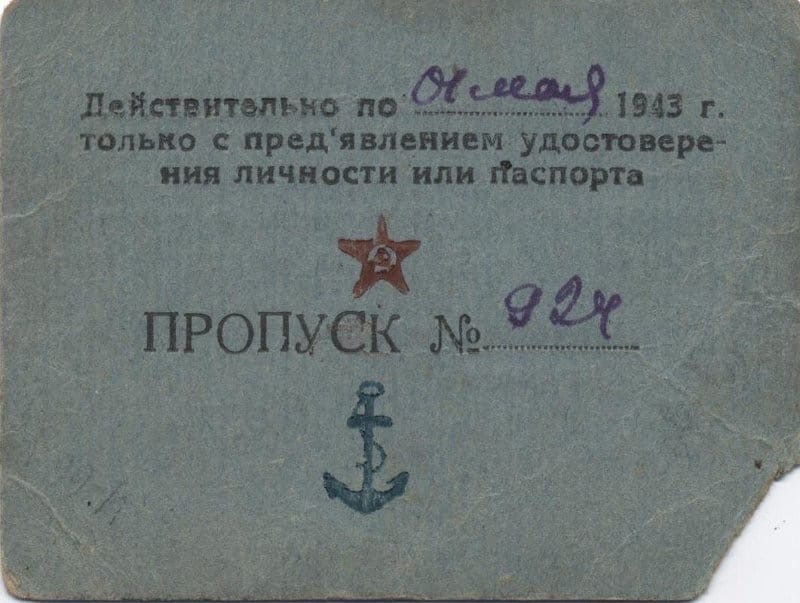 Действительно по 01 мая 1943 г.
только с пред'явлением удостовере-
ния личности или паспорта
ПРОПУСК № 924